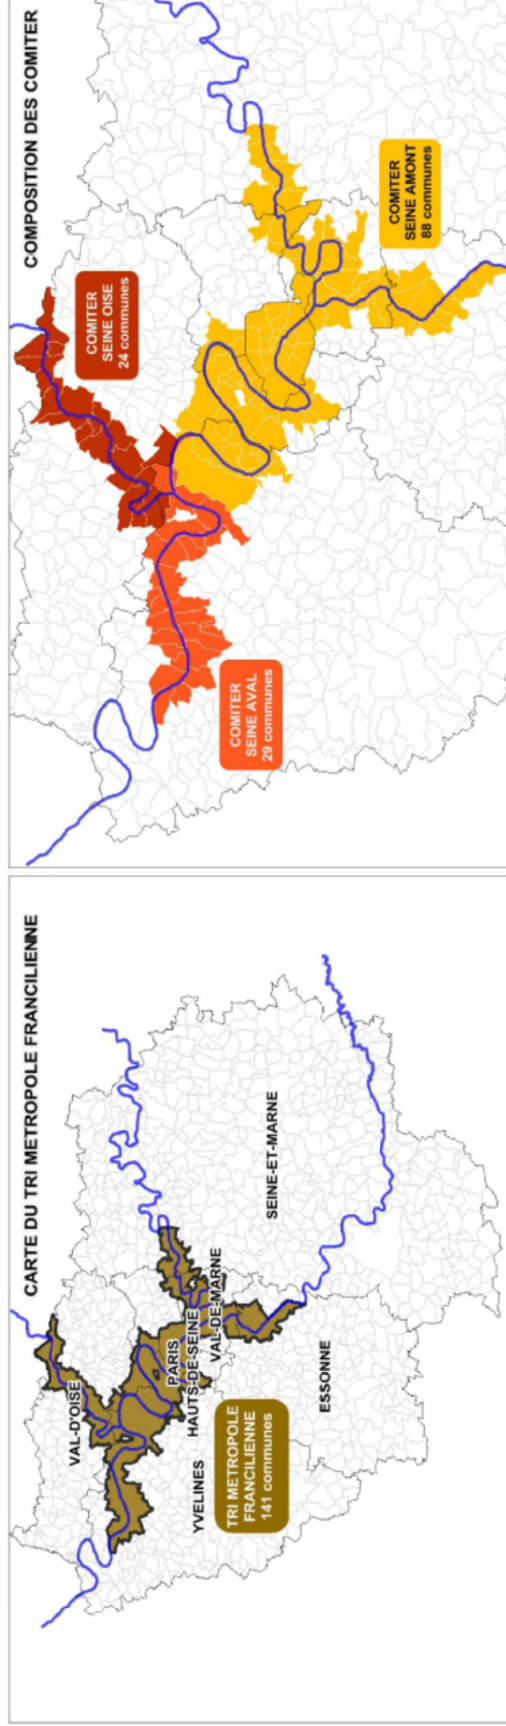 CARTE DU TRI METROPOLE FRANCILIENNE
VAL-D'OISE
PARIS
HAUTS-DE-SEINE
VAL-DE-MARNE
YVELINES
SEINE-ET-MARNE
ESSONNE
TRI METROPOLE
FRANCILIENNE
141 communes
COMPOSITION DES COMITER
COMITER
SEINE OISE
24 communes
COMITER
SEINE AVAL
29 communes
COMITER
SEINE AMONT
88 communes